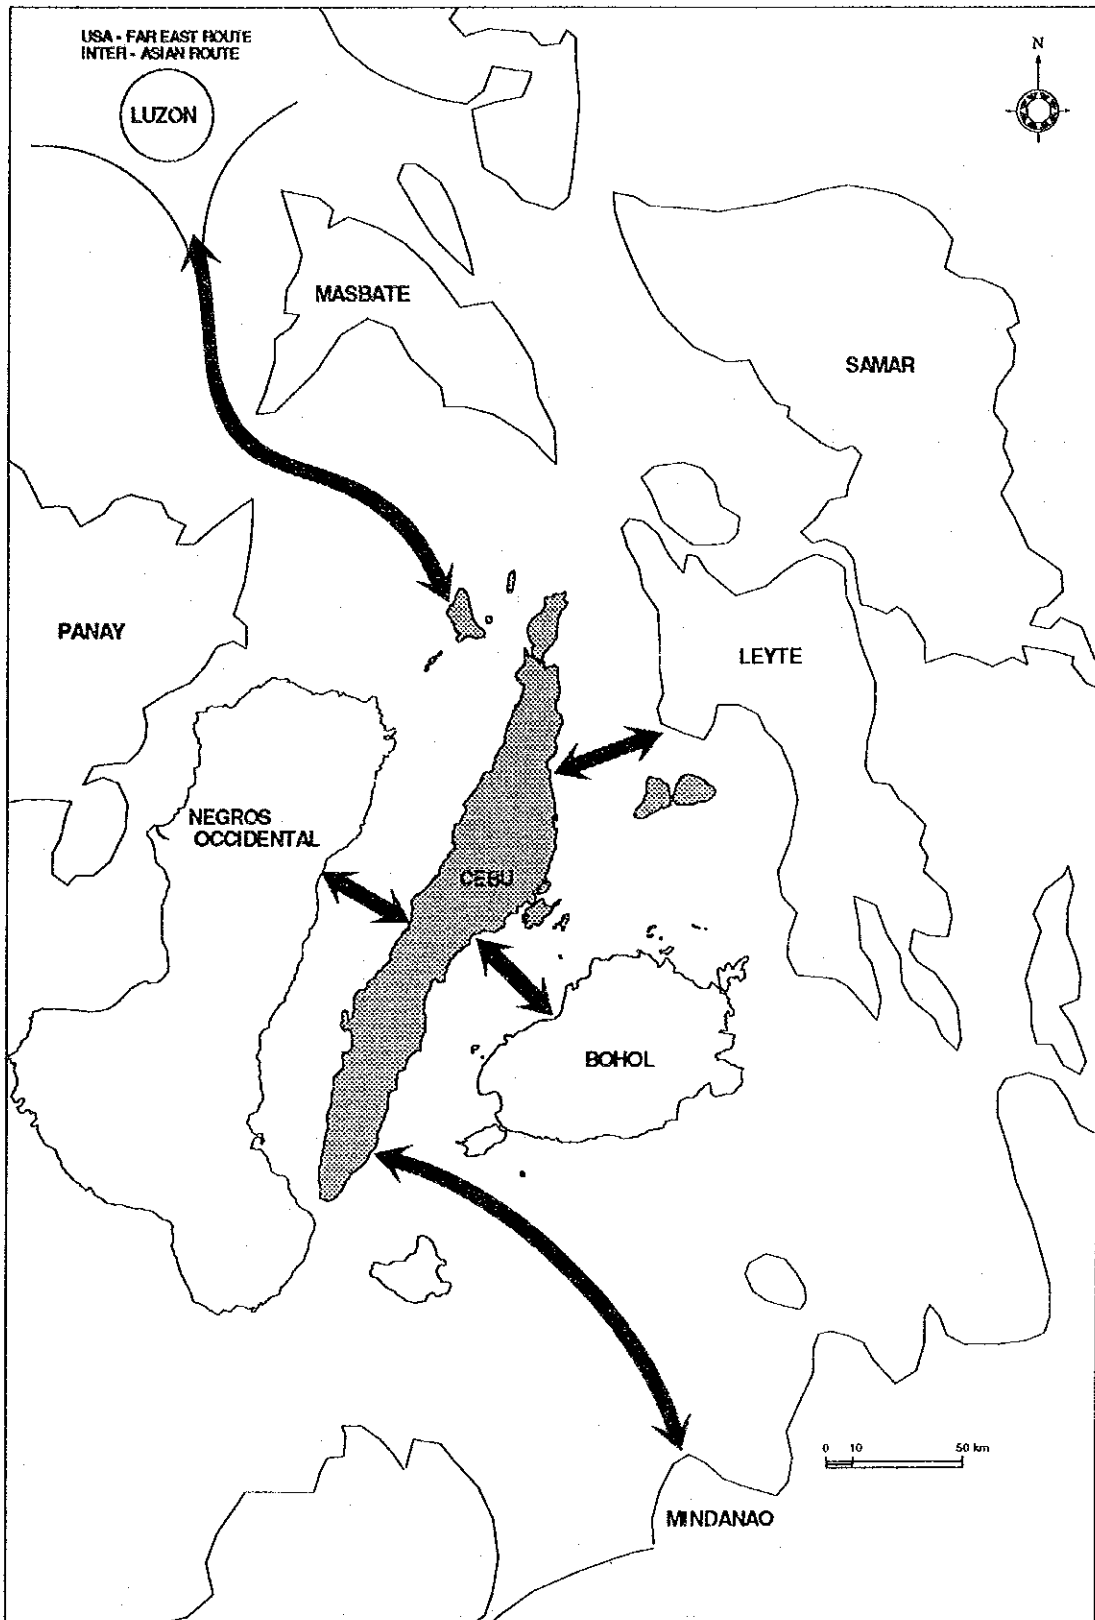 USA - FAR EAST ROUTE
INTER - ASIAN ROUTE
LUZON
N
MASBATE
SAMAR
PANAY
LEYTE
NEGROS
OCCIDENTAL
CEBU
BOHOL
0 10 50 km
MINDANAO